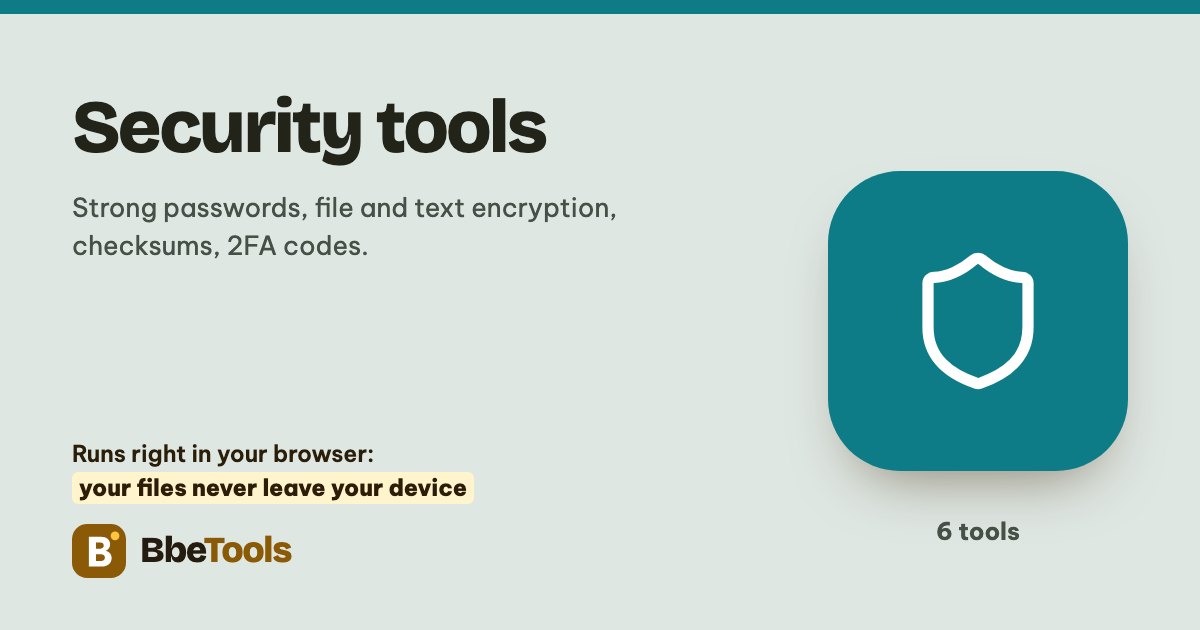 Security tools
Strong passwords, file and text encryption,
checksums, 2FA codes.
Runs right in your browser:
your files never leave your device
B BbeTools
6 tools